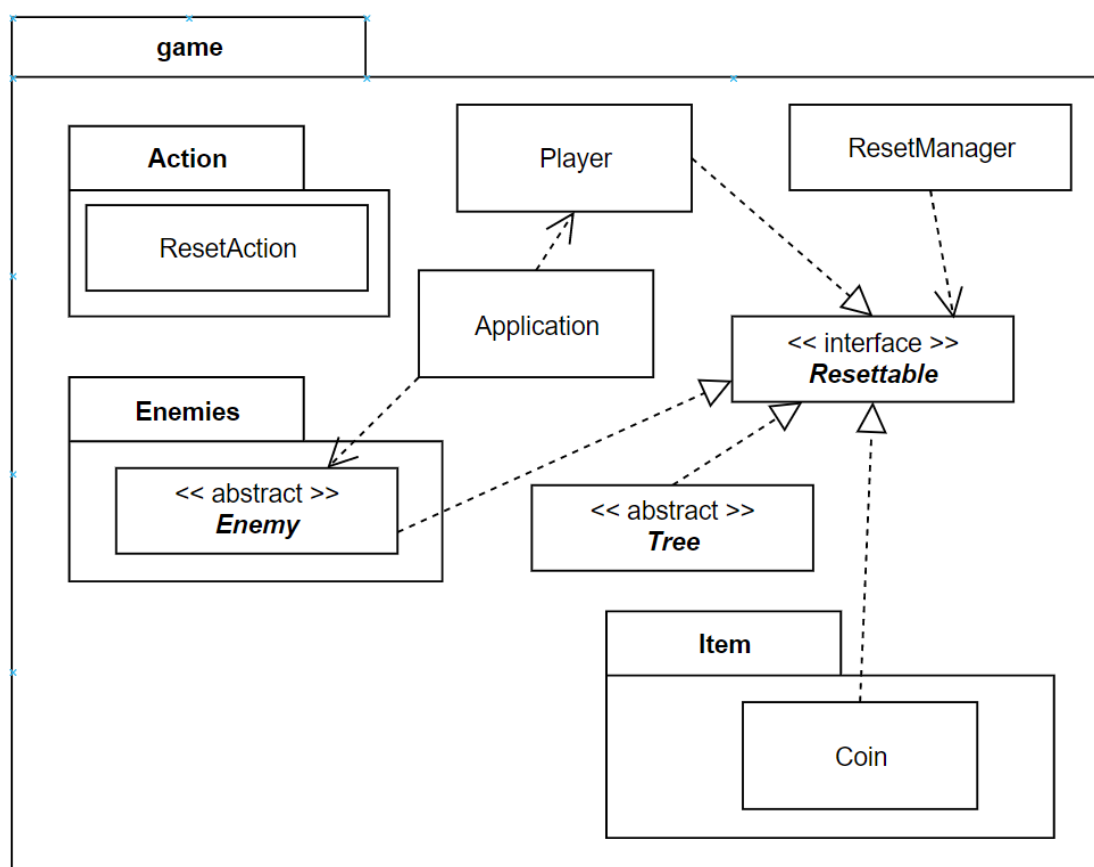 game
Action
ResetAction
Player
ResetManager
Application
<< interface >>
Resettable
Enemies
<< abstract >>
Enemy
<< abstract >>
Tree
Item
Coin